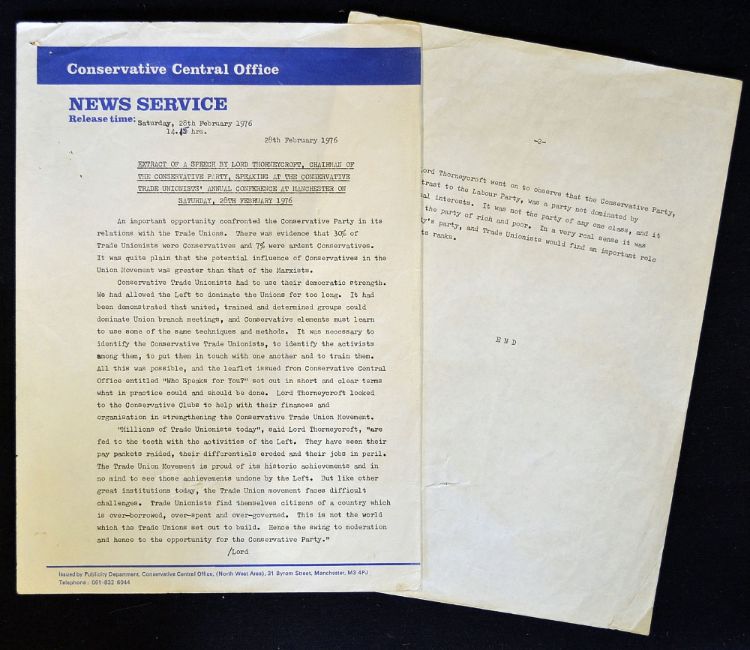 Conservative Central Office
NEWS SERVICE
Release time: Saturday, 28th February 1976
14.15 hrs.
28th February 1976
EXTRACT OF A SPEECH BY LORD THORNEYCROFT, CHAIRMAN OF
THE CONSERVATIVE PARTY, SPEAKING AT THE CONSERVATIVE
TRADE UNIONISTS' ANNUAL CONFERENCE AT MANCHESTER ON
SATURDAY, 28TH FEBRUARY 1976
An important opportunity confronted the Conservative Party in its
relations with the Trade Unions. There was evidence that 30% of
Trade Unionists were Conservatives and 7% were ardent Conservatives.
It was quite plain that the potential influence of Conservatives in the
Union Movement was greater than that of the Marxists.
Conservative Trade Unionists had to use their democratic strength.
We had allowed the Left to dominate the Unions for too long. It had
been demonstrated that united, trained and determined groups could
dominate Union branch meetings, and Conservative elements must learn
to use some of the same techniques and methods. It was necessary to
identify the Conservative Trade Unionists, to identify the activists
among them, to put them in touch with one another and to train them.
All this was possible, and the leaflet issued from Conservative Central
Office entitled "Who Speaks for You?" set out in short and clear terms
what in practice could and should be done. Lord Thorneycroft looked
to the Conservative Clubs to help with their finances and
organisation in strengthening the Conservative Trade Union Movement.
"Millions of Trade Unionists today", said Lord Thorneycroft, "are
fed to the teeth with the activities of the Left. They have seen their
pay packets raided, their differentials eroded and their jobs in peril.
The Trade Union Movement is proud of its historic achievements and in
no mind to see those achievements undone by the Left. But like other
great institutions today, the Trade Union movement faces difficult
challenges. Trade Unionists find themselves citizens of a country which
is over-borrowed, over-spent and over-governed. This is not the world
which the Trade Unions set out to build. Hence the swing to moderation
and hence to the opportunity for the Conservative Party."
/Lord
Issued by Publicity Department, Conservative Central Office, (North West Area), 31 Byrom Street, Manchester, M3 4PJ
Telephone: 061-832 6044
-2-
ord Thorneycroft went on to observe that the Conservative Party,
trast to the Labour Party, was a party not dominated by
al interests. It was not the party of any one class, and it
the party of rich and poor. In a very real sense it was
y's party, and Trade Unionists would find an important role
ts ranks.
END